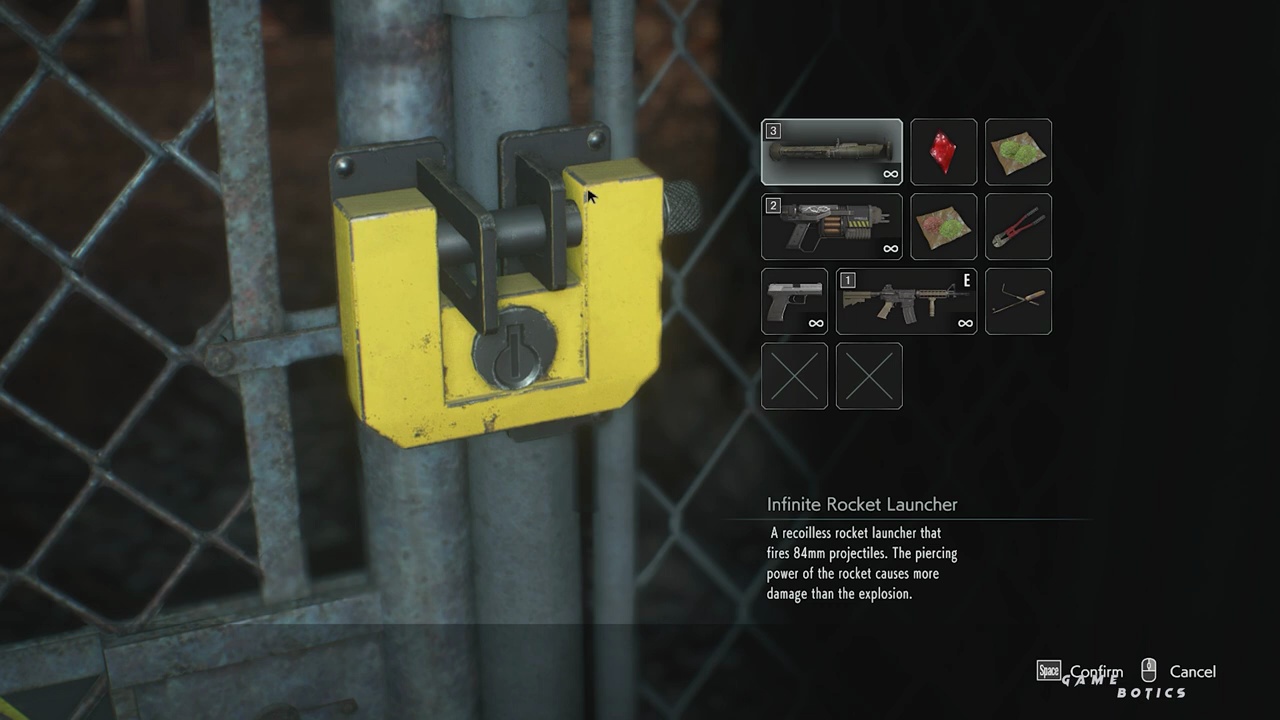 3
∞
2
∞
∞
1 E
∞
Infinite Rocket Launcher
A recoilless rocket launcher that
fires 84mm projectiles. The piercing
power of the rocket causes more
damage than the explosion.
Space Confirm Cancel
GAME
BOTICS